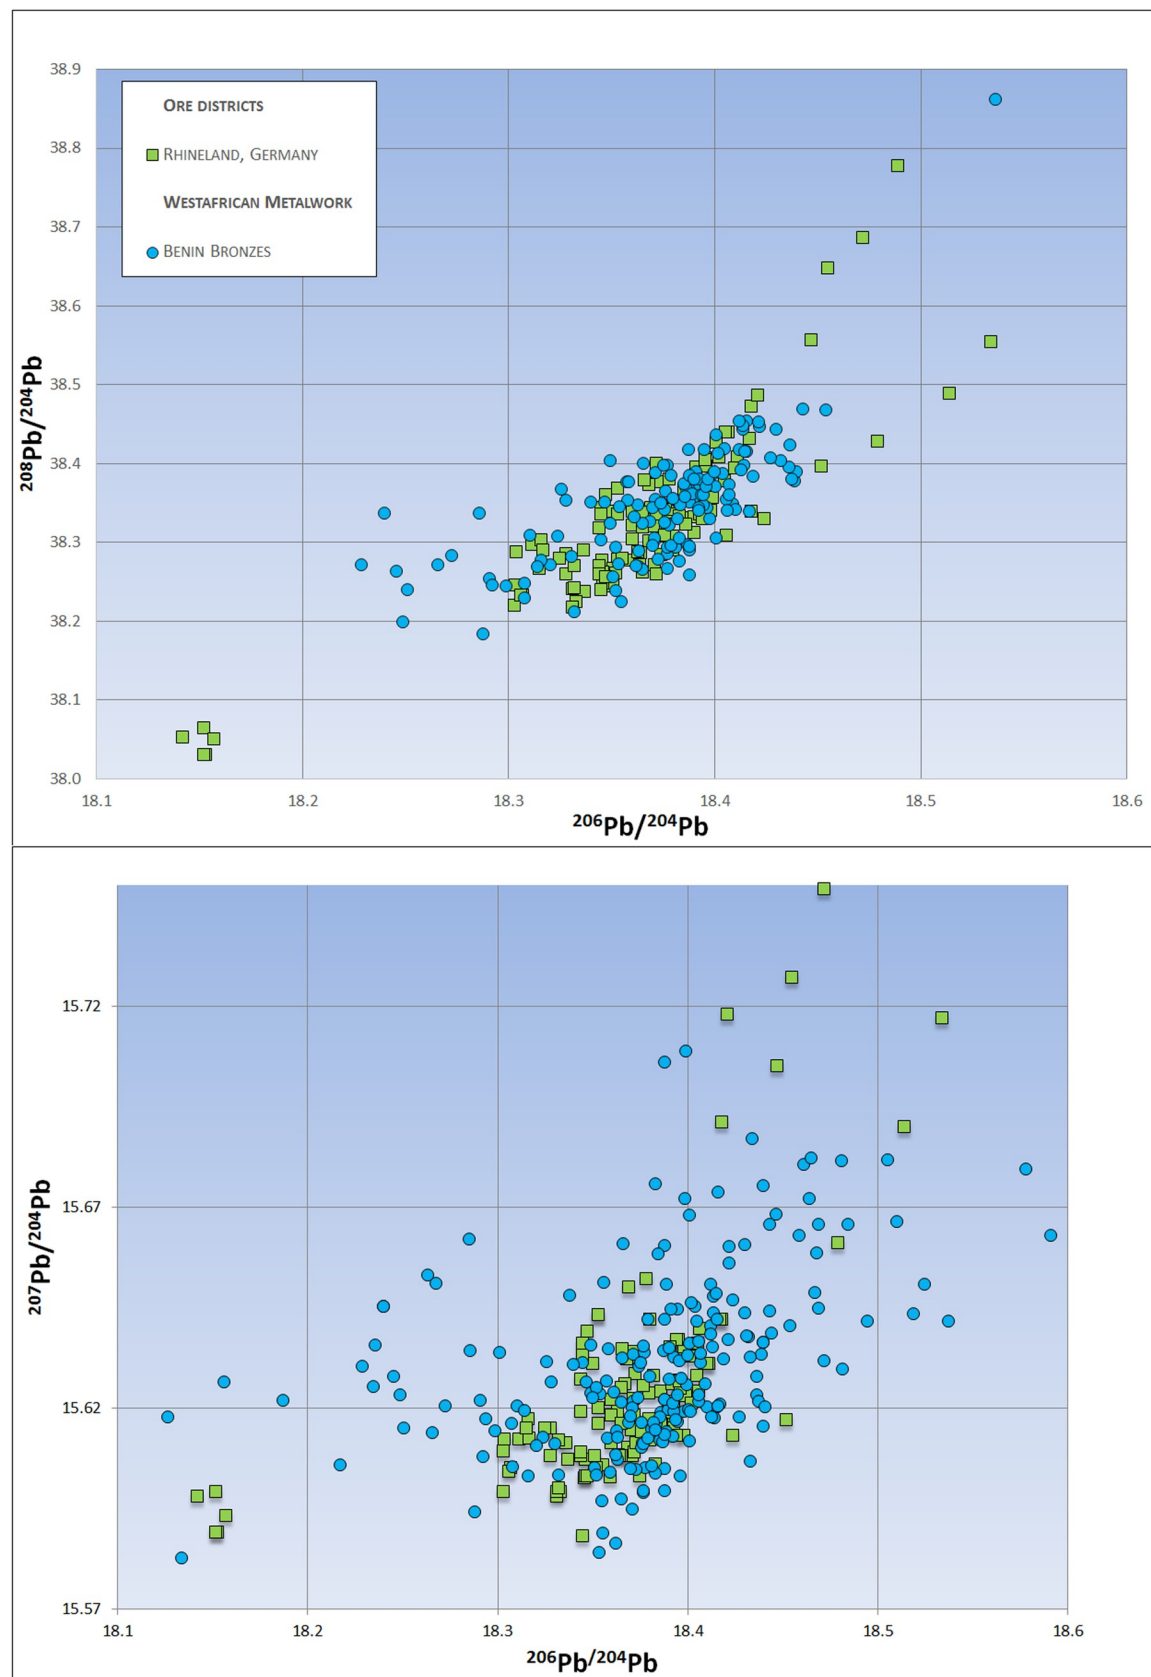 38.9
38.8
38.7
38.6
38.5
38.4
38.3
38.2
38.1
38.0
ORE DISTRICTS
RHINELAND, GERMANY
WESTAFRICAN METALWORK
BENIN BRONZES
²⁰⁸Pb/²⁰⁴Pb
18.1 18.2 18.3 18.4 18.5 18.6
²⁰⁶Pb/²⁰⁴Pb
15.72
15.67
15.62
15.57
²⁰⁷Pb/²⁰⁴Pb
18.1 18.2 18.3 18.4 18.5 18.6
²⁰⁶Pb/²⁰⁴Pb